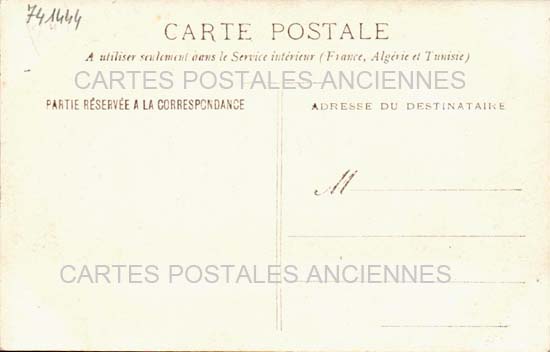 741444
CARTE POSTALE
A utiliser seulement dans le Service intérieur (France, Algérie et Tunisie)
CARTES POSTALES ANCIENNES
PARTIE RÉSERVÉE A LA CORRESPONDANCE
ADRESSE DU DESTINATAIRE
M
CARTES POSTALES ANCIENNES